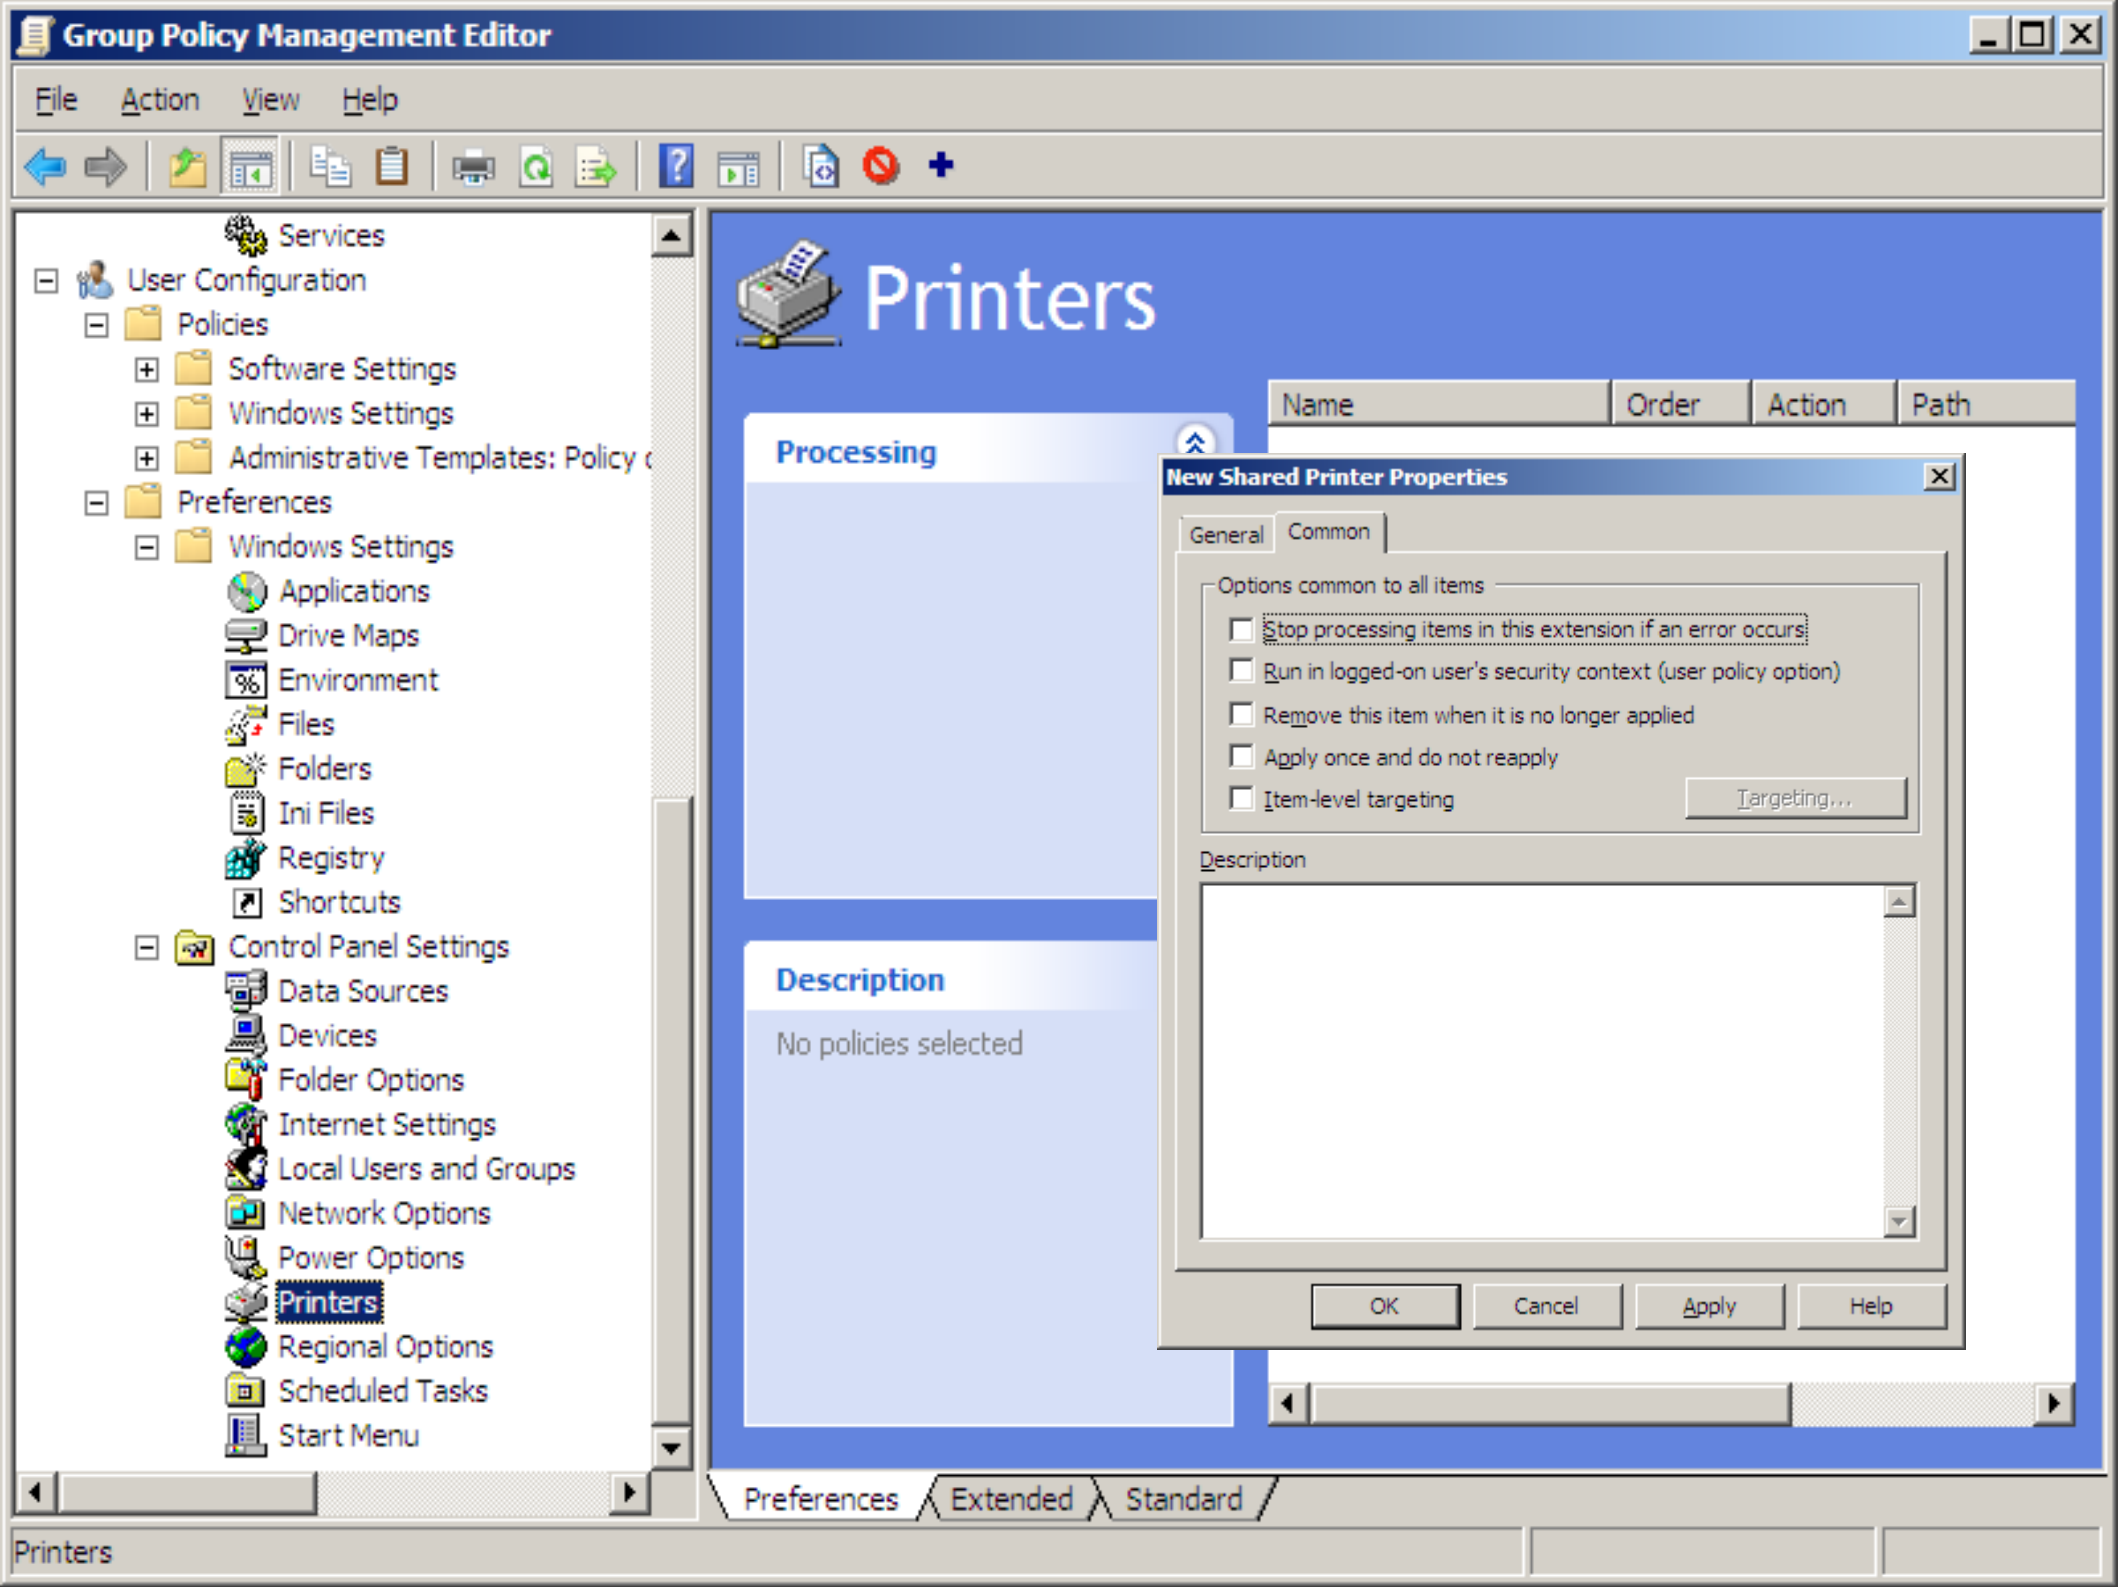 Group Policy Management Editor
File Action View Help
Services
User Configuration
Policies
Software Settings
Windows Settings
Administrative Templates: Policy
Preferences
Windows Settings
Applications
Drive Maps
Environment
Files
Folders
Ini Files
Registry
Shortcuts
Control Panel Settings
Data Sources
Devices
Folder Options
Internet Settings
Local Users and Groups
Network Options
Power Options
Printers
Regional Options
Scheduled Tasks
Start Menu
Printers
Name Order Action Path
Processing
Description
No policies selected
New Shared Printer Properties
General Common
Options common to all items
Stop processing items in this extension if an error occurs
Run in logged-on user's security context (user policy option)
Remove this item when it is no longer applied
Apply once and do not reapply
Item-level targeting Targeting...
Description
OK Cancel Apply Help
Preferences Extended Standard
Printers